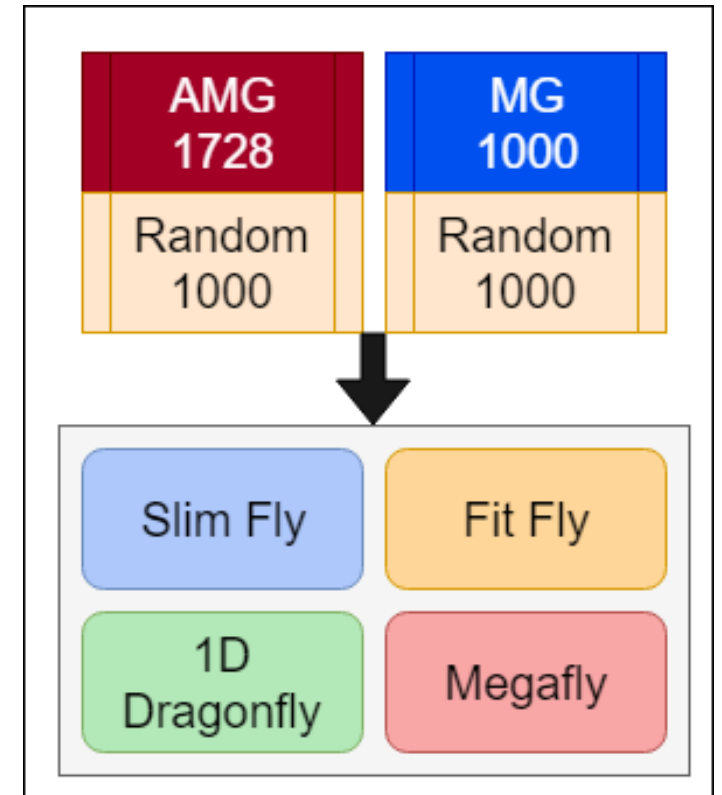 AMG
1728
MG
1000
Random
1000
Random
1000
Slim Fly
Fit Fly
1D
Dragonfly
Megafly